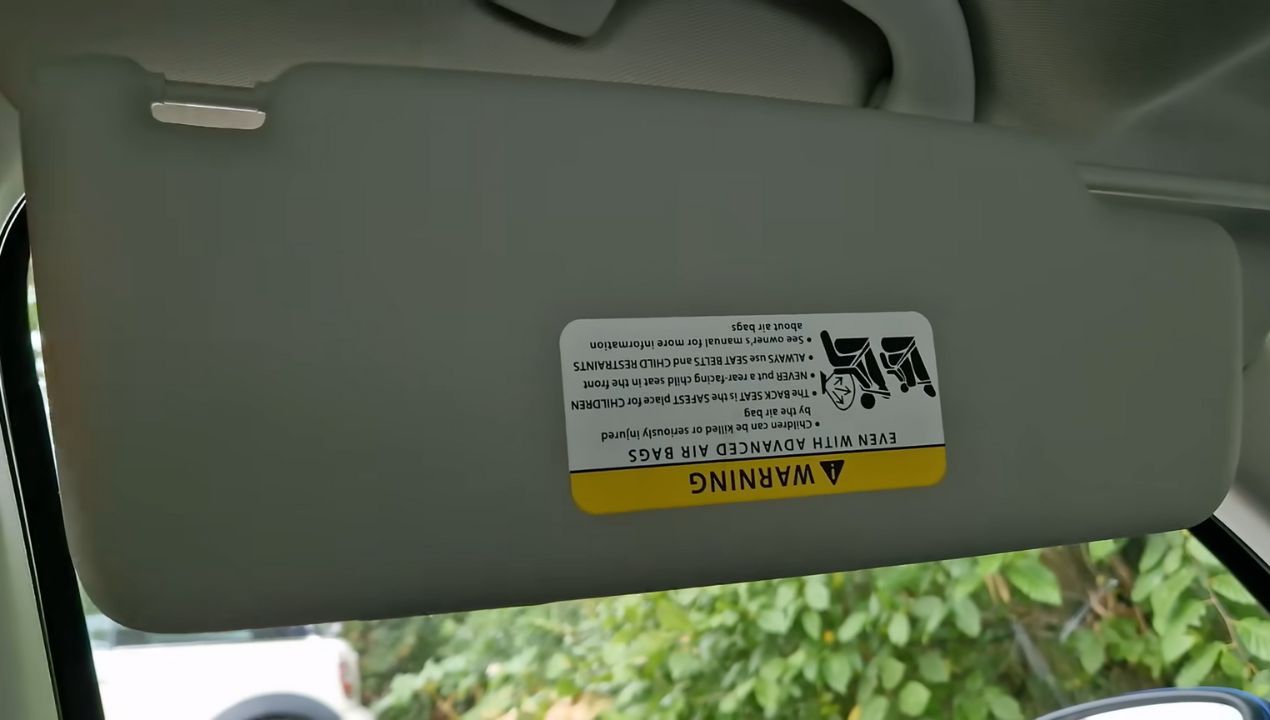 WARNING
EVEN WITH ADVANCED AIR BAGS
• Children can be killed or seriously injured
by the air bag
• The BACK SEAT is the SAFEST place for CHILDREN
• NEVER put a rear-facing child seat in the front
• ALWAYS use SEAT BELTS and CHILD RESTRAINTS
• See owner's manual for more information
about air bags